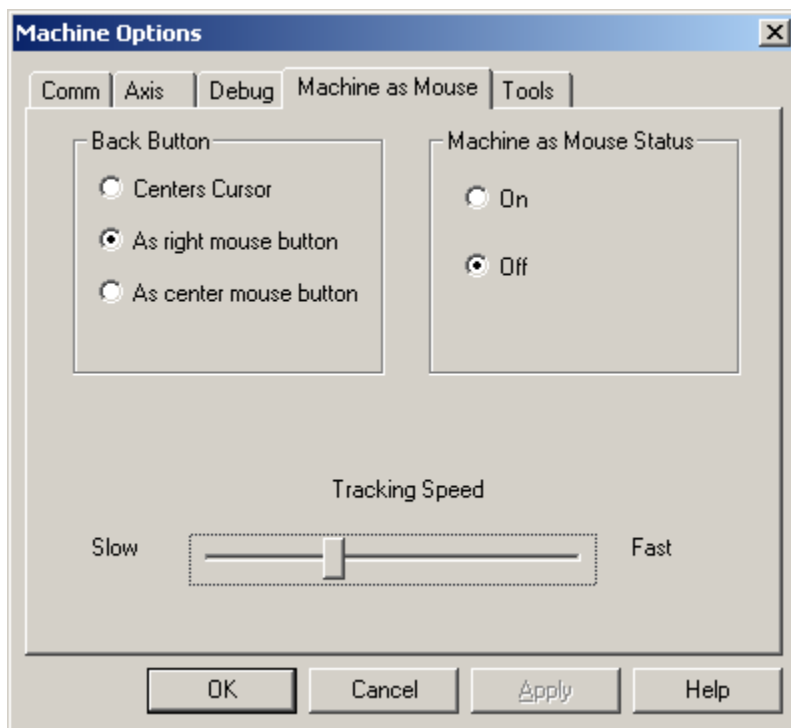 Machine Options
Comm Axis Debug Machine as Mouse Tools
Back Button
Centers Cursor
As right mouse button
As center mouse button
Machine as Mouse Status
On
Off
Tracking Speed
Slow Fast
OK Cancel Apply Help